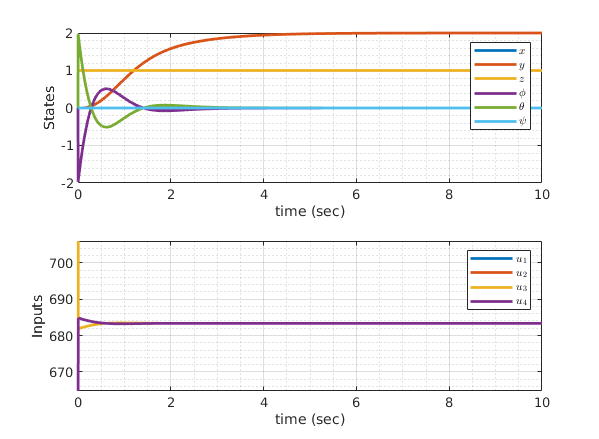 States
2
1
0
-1
-2
0 2 4 6 8 10
time (sec)
x
y
z
ϕ
θ
ψ
Inputs
700
690
680
670
0 2 4 6 8 10
time (sec)
u₁
u₂
u₃
u₄